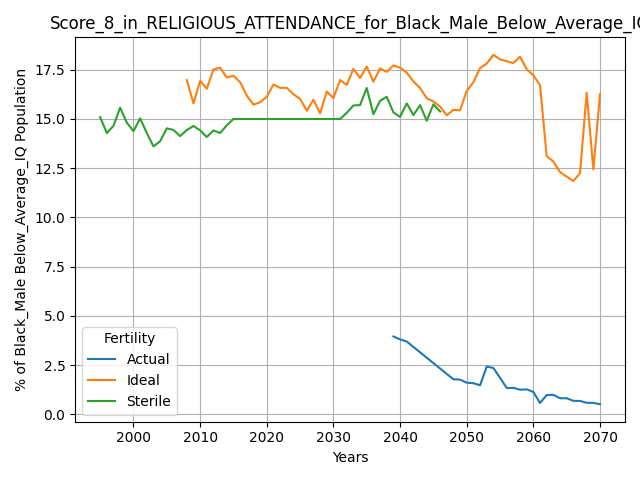 Score_8_in_RELIGIOUS_ATTENDANCE_for_Black_Male_Below_Average_IQ
% of Black_Male Below_Average_IQ Population
17.5
15.0
12.5
10.0
7.5
5.0
2.5
0.0
Fertility
Actual
Ideal
Sterile
2000 2010 2020 2030 2040 2050 2060 2070
Years